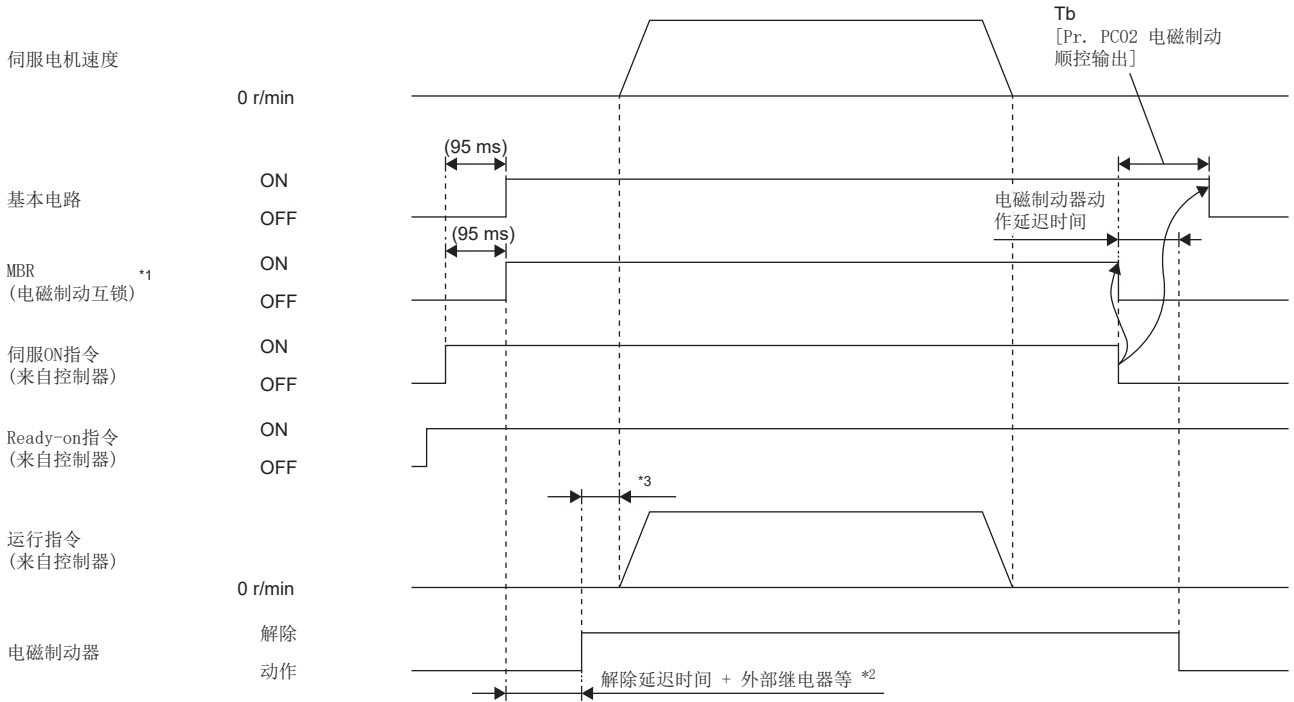 Tb
[Pr. PC02 电磁制动
顺控输出]
伺服电机速度
0 r/min
(95 ms)
基本电路
ON
OFF
电磁制动器动
作延迟时间
(95 ms)
MBR
(电磁制动互锁)
*1
ON
OFF
伺服ON指令
(来自控制器)
ON
OFF
Ready-on指令
(来自控制器)
ON
OFF
*3
运行指令
(来自控制器)
0 r/min
电磁制动器
解除
动作
解除延迟时间 + 外部继电器等 *2